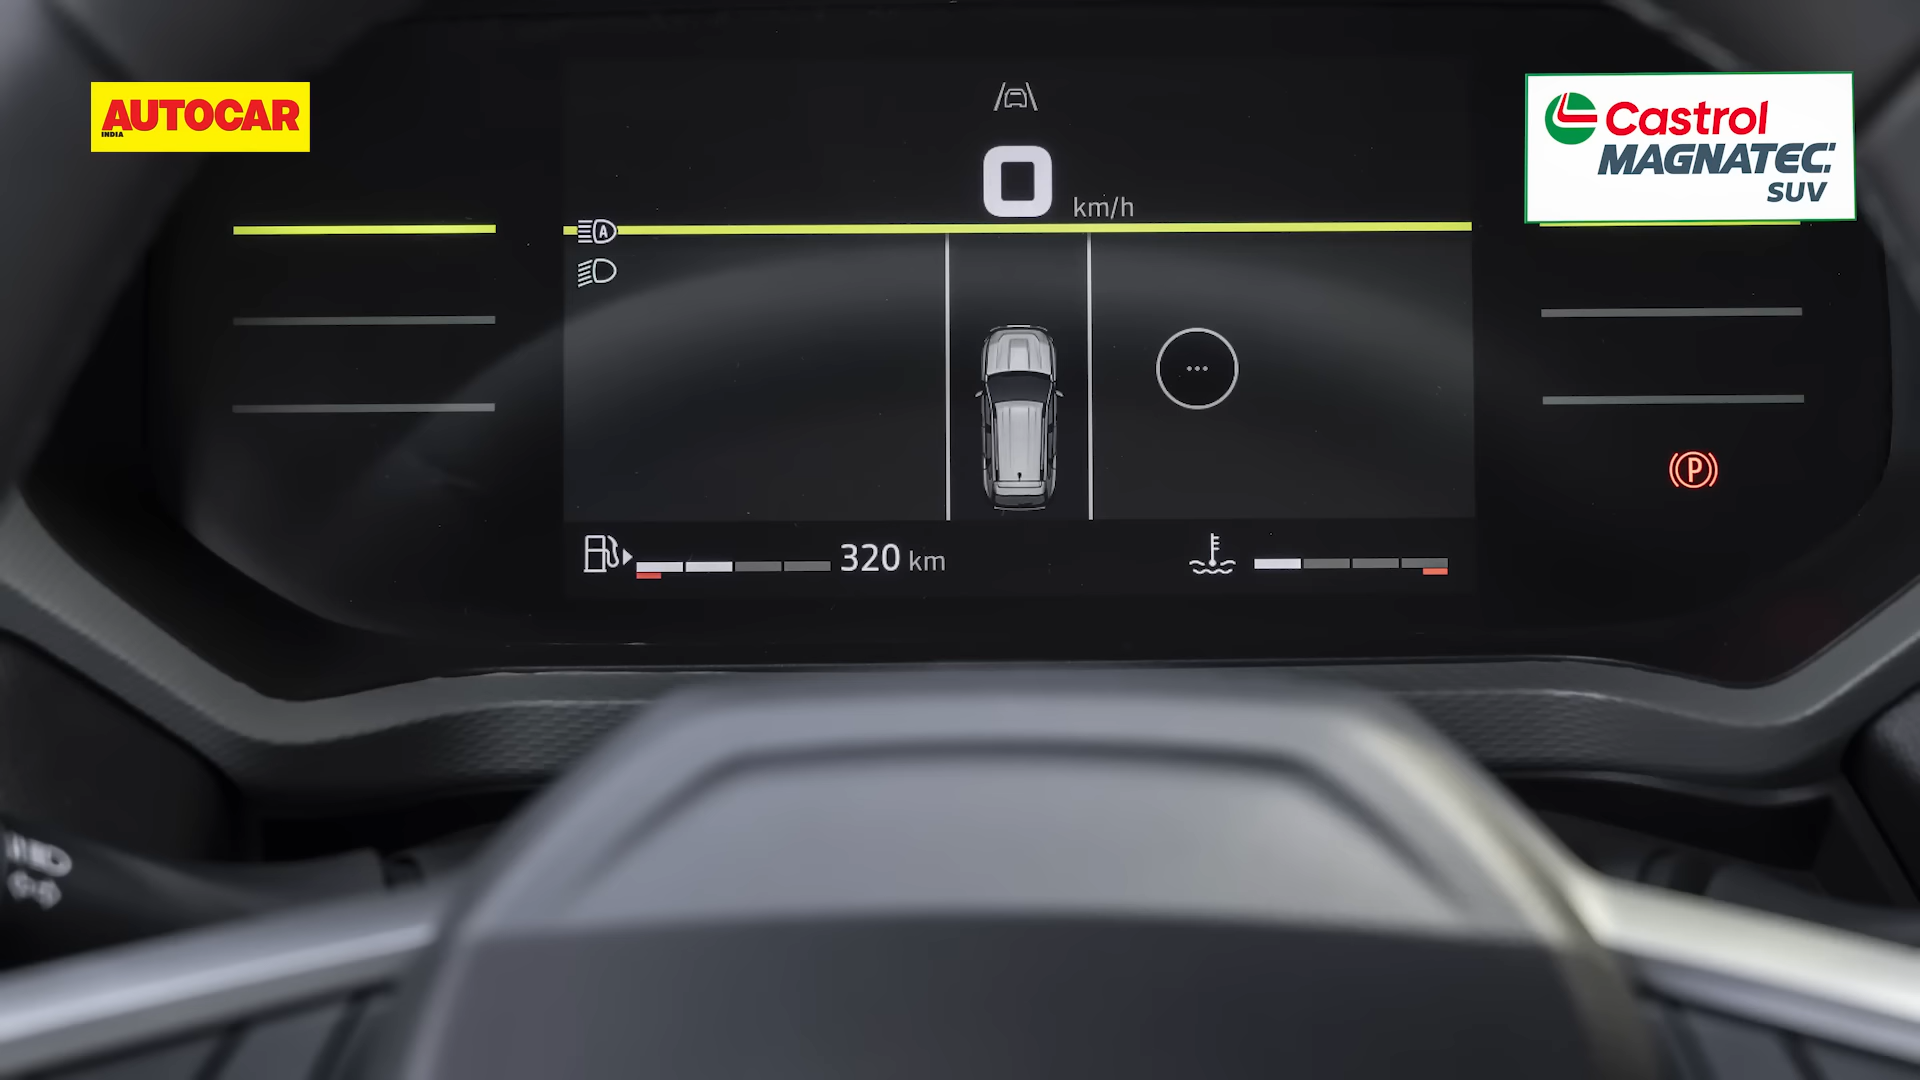 AUTOCAR
INDIA
Castrol
MAGNATEC
SUV
0 km/h
A
320 km
P